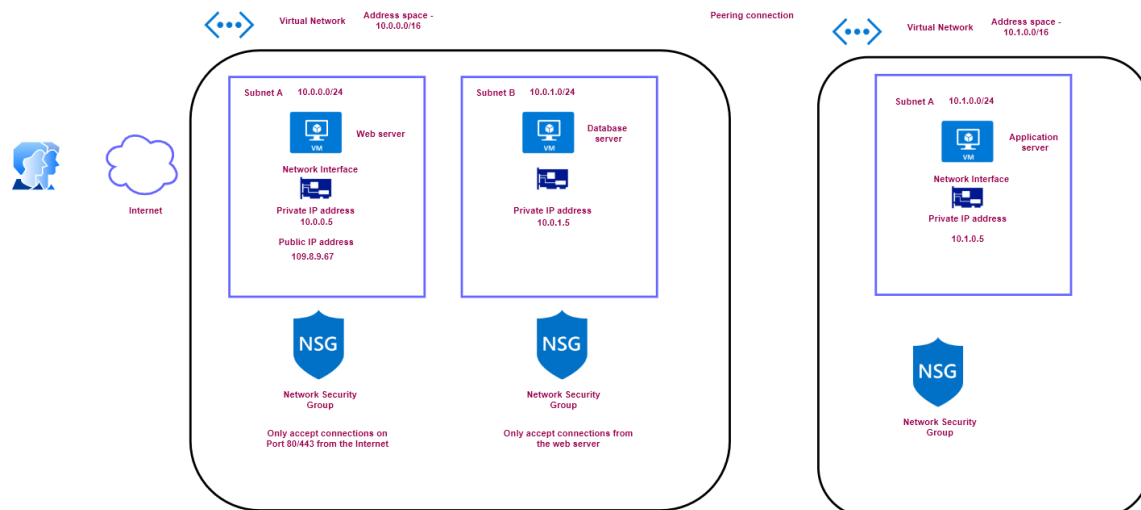 Virtual Network
Address space -
10.0.0.0/16
Peering connection
Virtual Network
Address space -
10.1.0.0/16
Internet
Subnet A 10.0.0.0/24
VM
Web server
Network Interface
Private IP address
10.0.0.5
Public IP address
109.8.9.67
NSG
Network Security
Group
Only accept connections on
Port 80/443 from the Internet
Subnet B 10.0.1.0/24
VM
Database
server
Private IP address
10.0.1.5
NSG
Network Security
Group
Only accept connections from
the web server
Subnet A 10.1.0.0/24
VM
Application
server
Network Interface
Private IP address
10.1.0.5
NSG
Network Security
Group